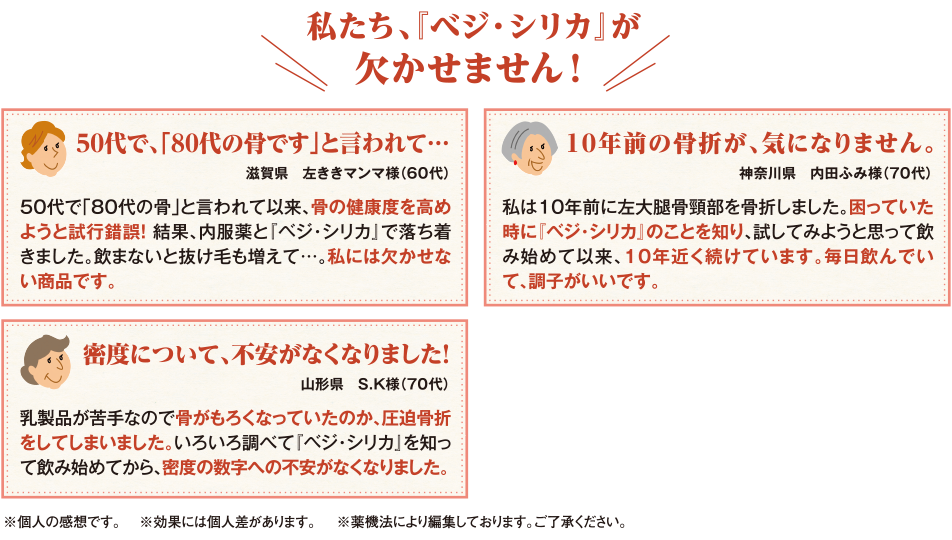 私たち、『ベジ・シリカ』が
欠かせません！
50代で、「80代の骨です」と言われて…
滋賀県　左ききマンマ様（60代）
50代で「80代の骨」と言われて以来、骨の健康度を高め
ようと試行錯誤！ 結果、内服薬と『ベジ・シリカ』で落ち着
きました。飲まないと抜け毛も増えて…。私には欠かせな
い商品です。
10年前の骨折が、気になりません。
神奈川県　内田ふみ様（70代）
私は10年前に左大腿骨頸部を骨折しました。困っていた
時に『ベジ・シリカ』のことを知り、試してみようと思って飲
み始めて以来、10年近く続けています。毎日飲んでい
て、調子がいいです。
密度について、不安がなくなりました！
山形県　S.K様（70代）
乳製品が苦手なので骨がもろくなっていたのか、圧迫骨折
をしてしまいました。いろいろ調べて『ベジ・シリカ』を知っ
て飲み始めてから、密度の数字への不安がなくなりました。
※個人の感想です。　※効果には個人差があります。　※薬機法により編集しております。ご了承ください。